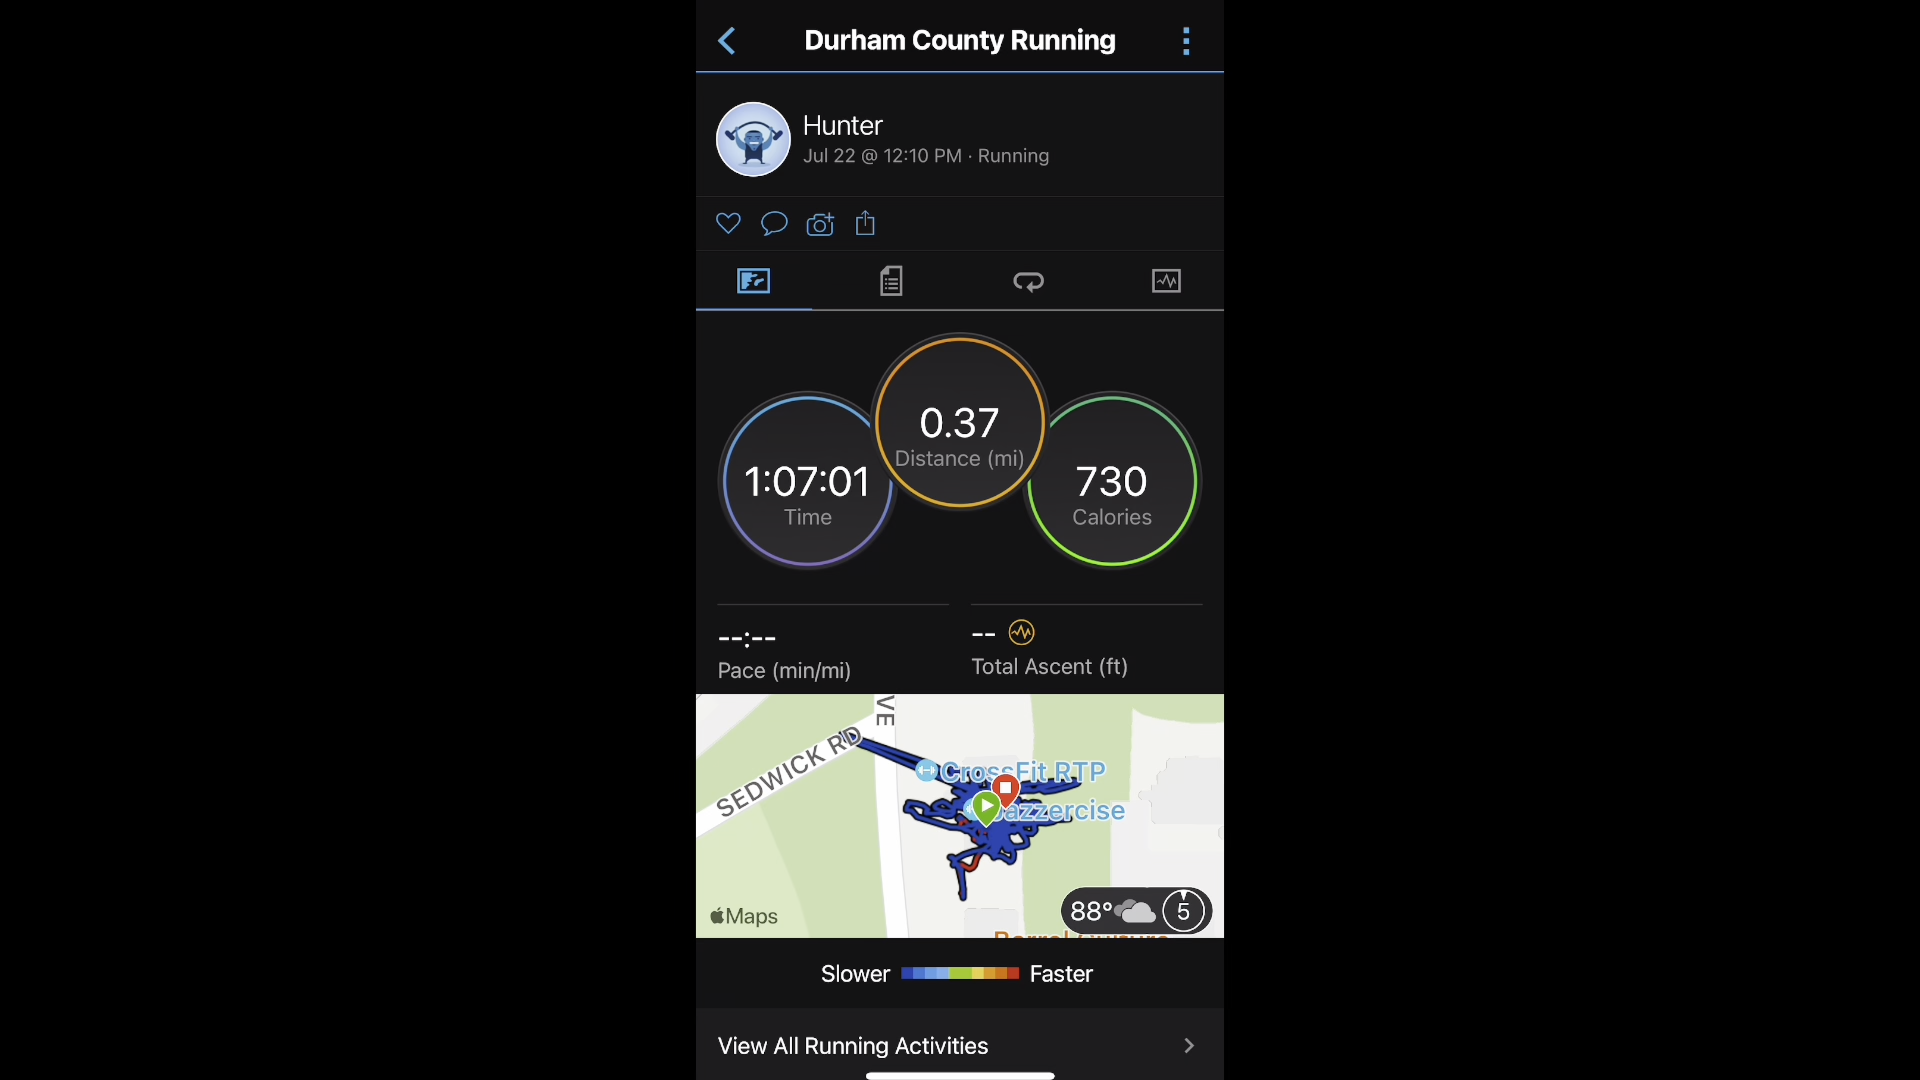 Durham County Running
Hunter
Jul 22 @ 12:10 PM · Running
0.37
Distance (mi)
1:07:01
Time
730
Calories
--:--
Pace (min/mi)
--
Total Ascent (ft)
VE
SEDWICK RD
CrossFit RTP
Jazzercise
Maps
88°
5
Slower
Faster
View All Running Activities